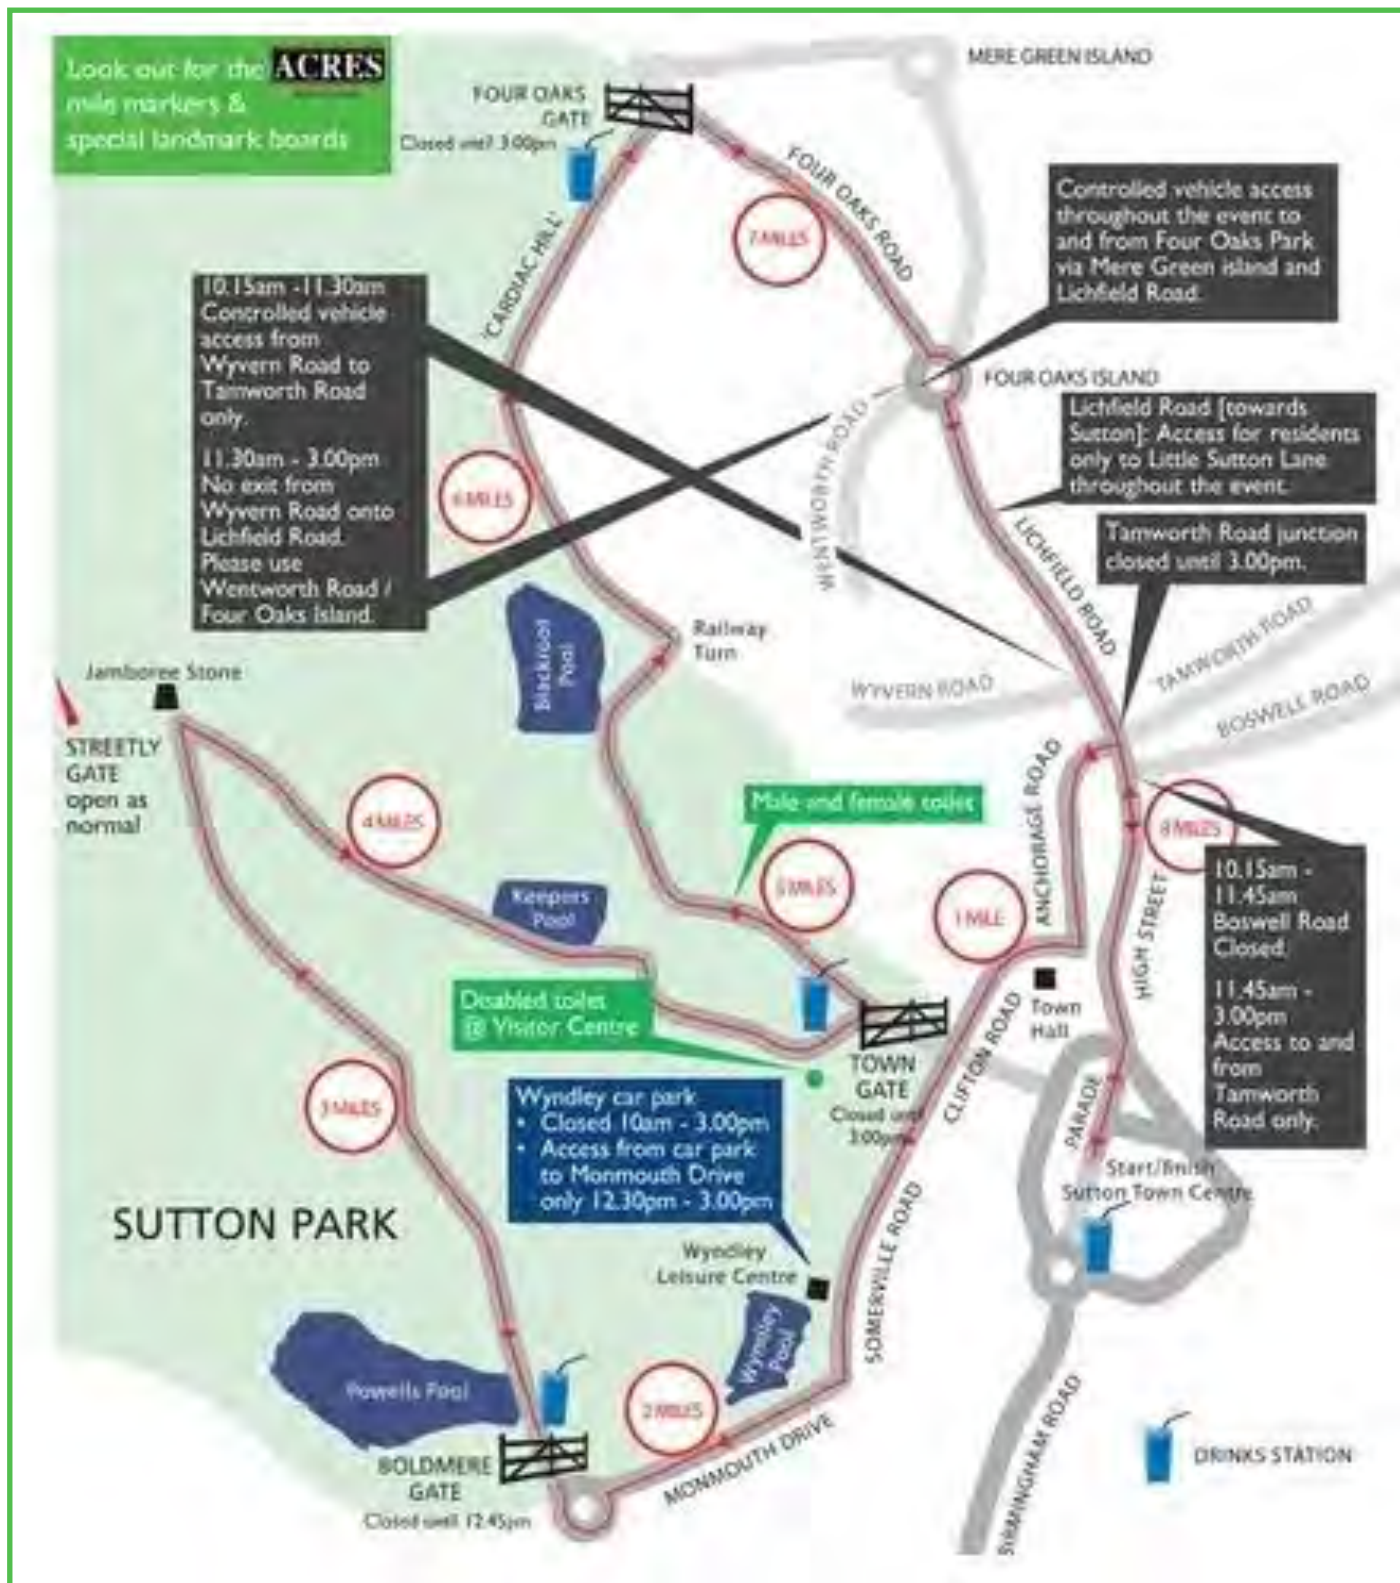 Look out for the ACRES
mile markers &
special landmark boards
FOUR OAKS
GATE
Closed until 3.00pm
MERE GREEN ISLAND
FOUR OAKS ROAD
7 MILES
Controlled vehicle access
throughout the event to
and from Four Oaks Park
via Mere Green island and
Lichfield Road.
'CARDIAC HILL'
10.15am -11.30am
Controlled vehicle
access from
Wyvern Road to
Tamworth Road
only.
11.30am - 3.00pm
No exit from
Wyvern Road onto
Lichfield Road.
Please use
Wentworth Road /
Four Oaks Island.
FOUR OAKS ISLAND
WENTWORTH ROAD
Lichfield Road [towards
Sutton]: Access for residents
only to Little Sutton Lane
throughout the event.
6 MILES
LICHFIELD ROAD
Tamworth Road junction
closed until 3.00pm.
Railway
Turn
Blackroot
Pool
Jamboree Stone
STREETLY
GATE
open as
normal
WYVERN ROAD
TAMWORTH ROAD
BOSWELL ROAD
ANCHORAGE ROAD
Male and female toilet
4 MILES
5 MILES
8 MILES
1 MILE
Keepers
Pool
HIGH STREET
10.15am -
11.45am
Boswell Road
Closed.
11.45am -
3.00pm
Access to and
from
Tamworth
Road only.
Disabled toilet
@ Visitor Centre
Town
Hall
CLIFTON ROAD
TOWN
GATE
Closed until
3:00pm
3 MILES
Wyndley car park
• Closed 10am - 3.00pm
• Access from car park
to Monmouth Drive
only 12.30pm - 3.00pm
PARADE
Start/finish
Sutton Town Centre
SUTTON PARK
SOMERVILLE ROAD
Wyndley
Leisure Centre
Wyndley
Pool
Powells Pool
2 MILES
MONMOUTH DRIVE
BOLDMERE
GATE
Closed until 12.45pm
BIRMINGHAM ROAD
DRINKS STATION